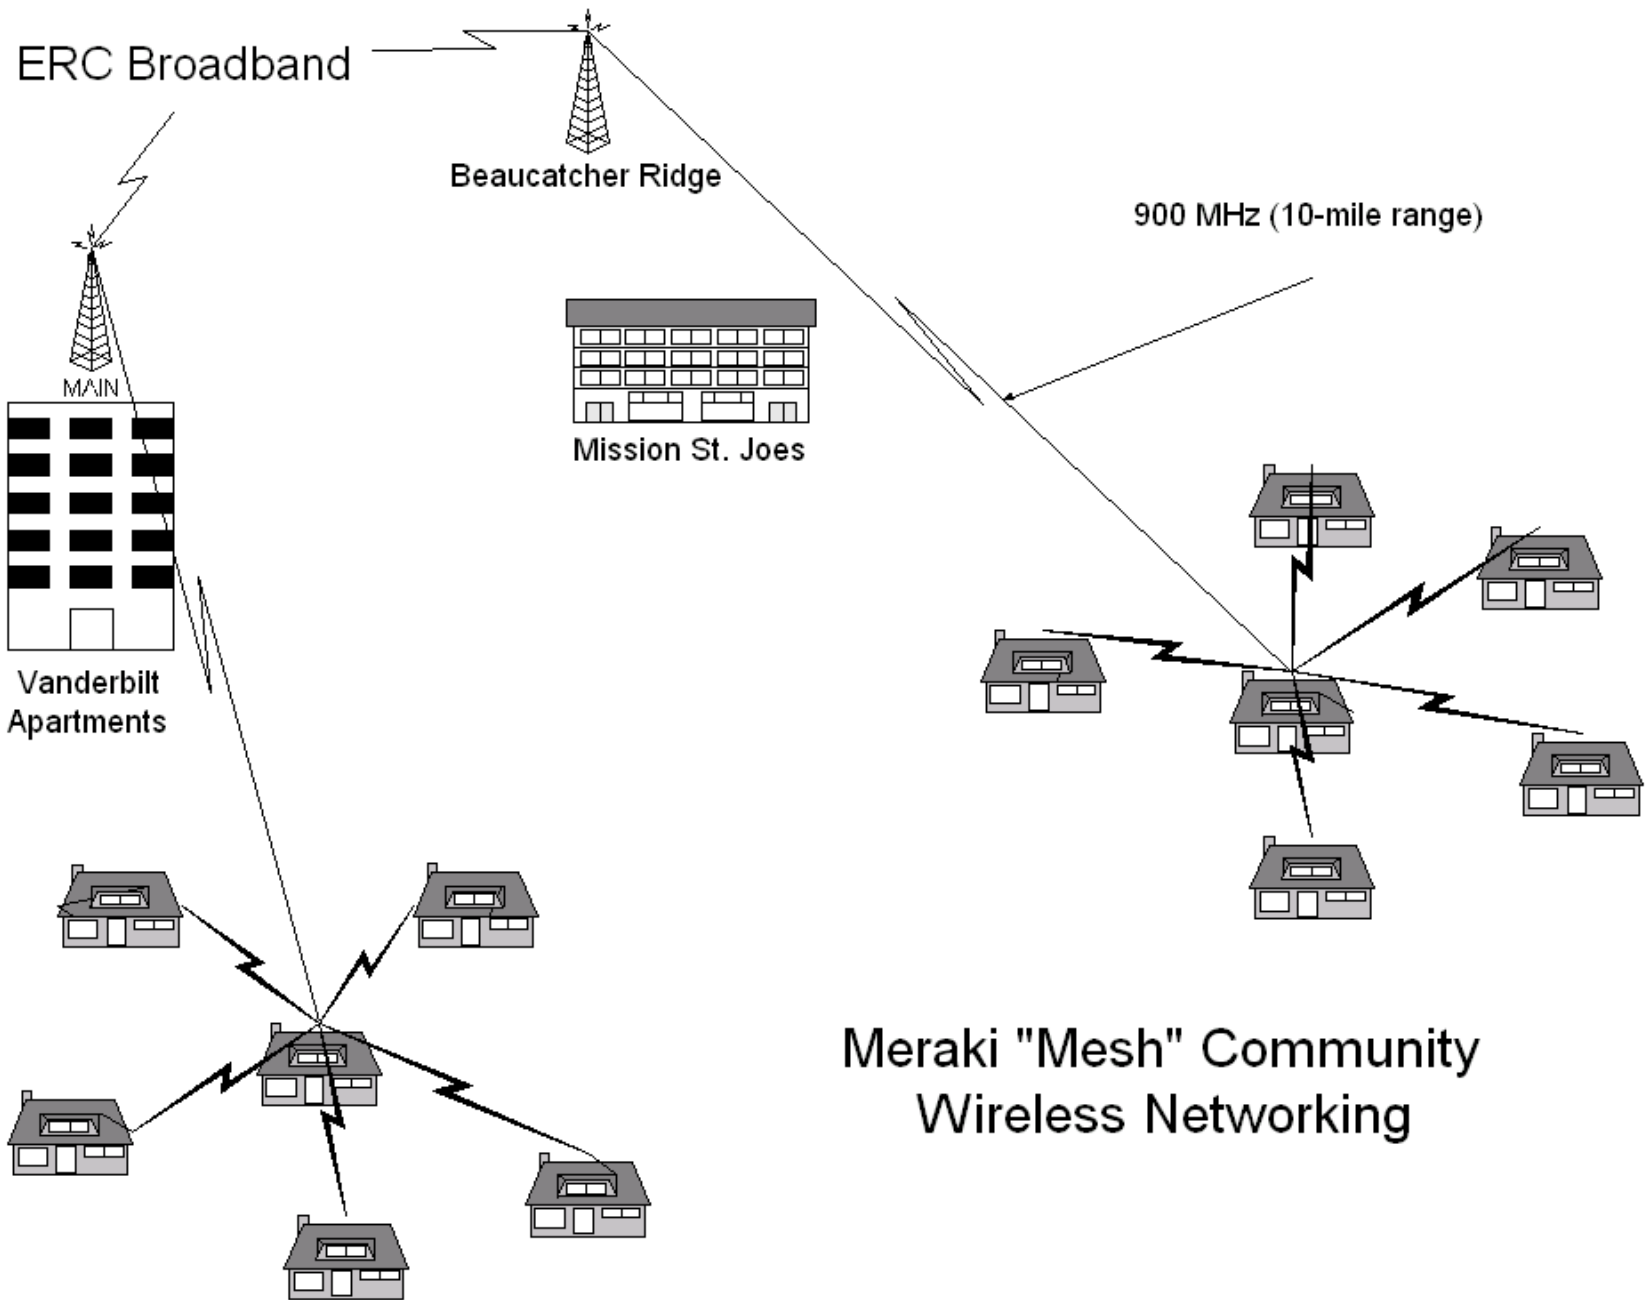 ERC Broadband
Beaucatcher Ridge
900 MHz (10-mile range)
MAIN
Mission St. Joes
Vanderbilt
Apartments
Meraki "Mesh" Community
Wireless Networking